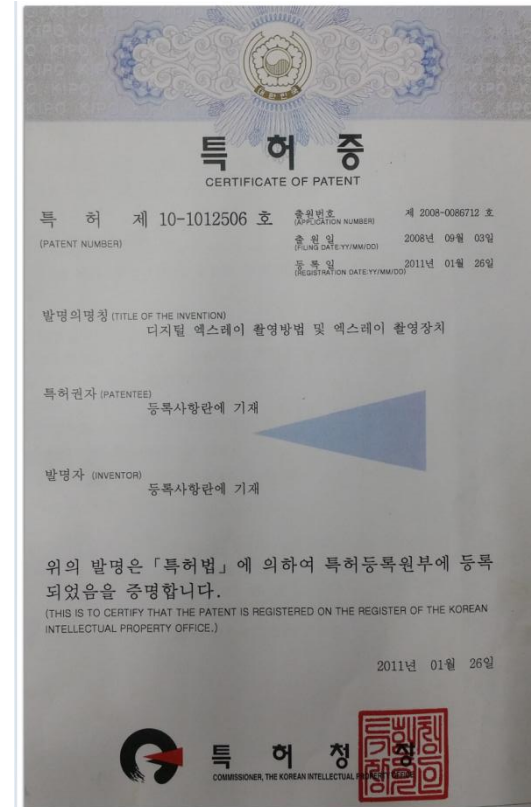 대한민국
특 허 증
CERTIFICATE OF PATENT
특 허 제 10-1012506 호
(PATENT NUMBER)
출원번호 제 2008-0086712 호
(APPLICATION NUMBER)
출 원 일 2008년 09월 03일
(FILING DATE:YY/MM/DD)
등 록 일 2011년 01월 26일
(REGISTRATION DATE:YY/MM/DD)
발명의명칭 (TITLE OF THE INVENTION)
디지털 엑스레이 촬영방법 및 엑스레이 촬영장치
특허권자 (PATENTEE)
등록사항란에 기재
발명자 (INVENTOR)
등록사항란에 기재
위의 발명은 「특허법」에 의하여 특허등록원부에 등록
되었음을 증명합니다.
(THIS IS TO CERTIFY THAT THE PATENT IS REGISTERED ON THE REGISTER OF THE KOREAN
INTELLECTUAL PROPERTY OFFICE.)
2011년 01월 26일
특 허 청 장
COMMISSIONER, THE KOREAN INTELLECTUAL PROPERTY OFFICE